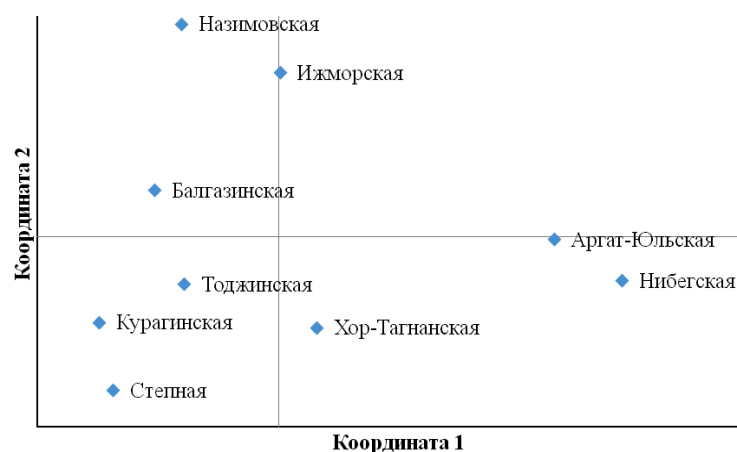 Назимовская
Ижморская
Балгазинская
Аргат-Юльская
Нибегская
Тоджинская
Курагинская
Хор-Тагнанская
Степная
Координата 2
Координата 1